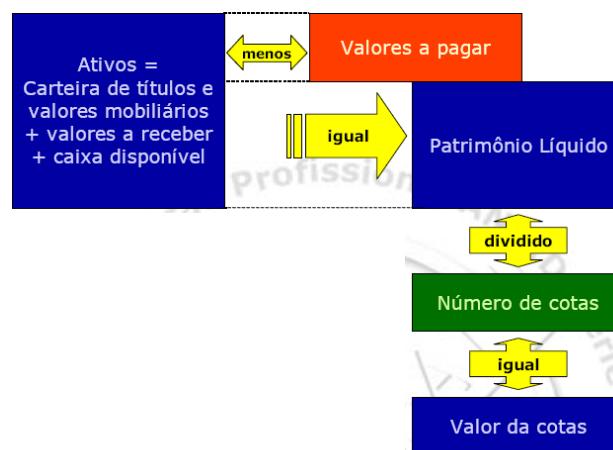 Ativos =
Carteira de títulos e
valores mobiliários
+ valores a receber
+ caixa disponível
menos
Valores a pagar
igual
Patrimônio Líquido
dividido
Número de cotas
igual
Valor da cotas